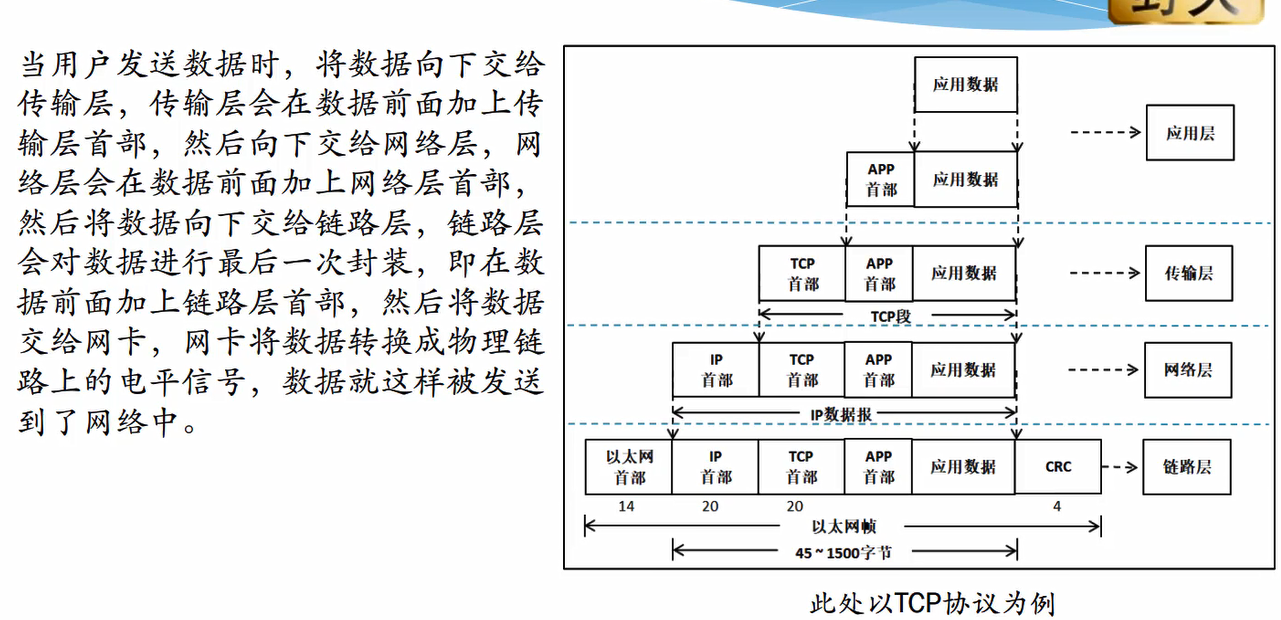 当用户发送数据时，将数据向下交给
传输层，传输层会在数据前面加上传
输层首部，然后向下交给网络层，网
络层会在数据前面加上网络层首部，
然后将数据向下交给链路层，链路层
会对数据进行最后一次封装，即在数
据前面加上链路层首部，然后将数据
交给网卡，网卡将数据转换成物理链
路上的电平信号，数据就这样被发送
到了网络中。
应用数据
应用层
APP
首部
应用数据
TCP
首部
APP
首部
应用数据
传输层
TCP段
IP
首部
TCP
首部
APP
首部
应用数据
网络层
IP数据报
以太网
首部
IP
首部
TCP
首部
APP
首部
应用数据
CRC
链路层
14
20
20
4
以太网帧
45~1500字节
此处以TCP协议为例